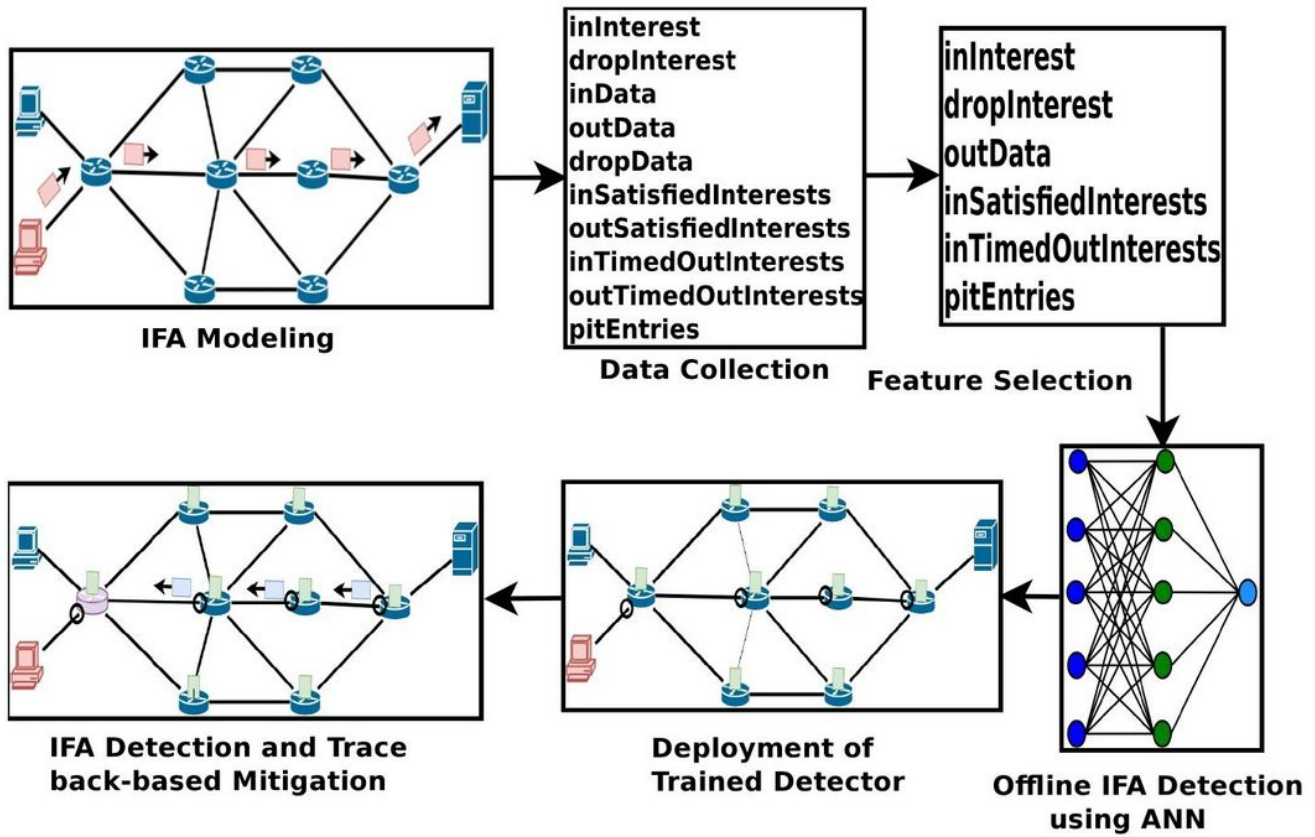 inInterest
dropInterest
inData
outData
dropData
inSatisfiedInterests
outSatisfiedInterests
inTimedOutInterests
outTimedOutInterests
pitEntries
inInterest
dropInterest
outData
inSatisfiedInterests
inTimedOutInterests
pitEntries
IFA Modeling
Data Collection
Feature Selection
IFA Detection and Trace
back-based Mitigation
Deployment of
Trained Detector
Offline IFA Detection
using ANN